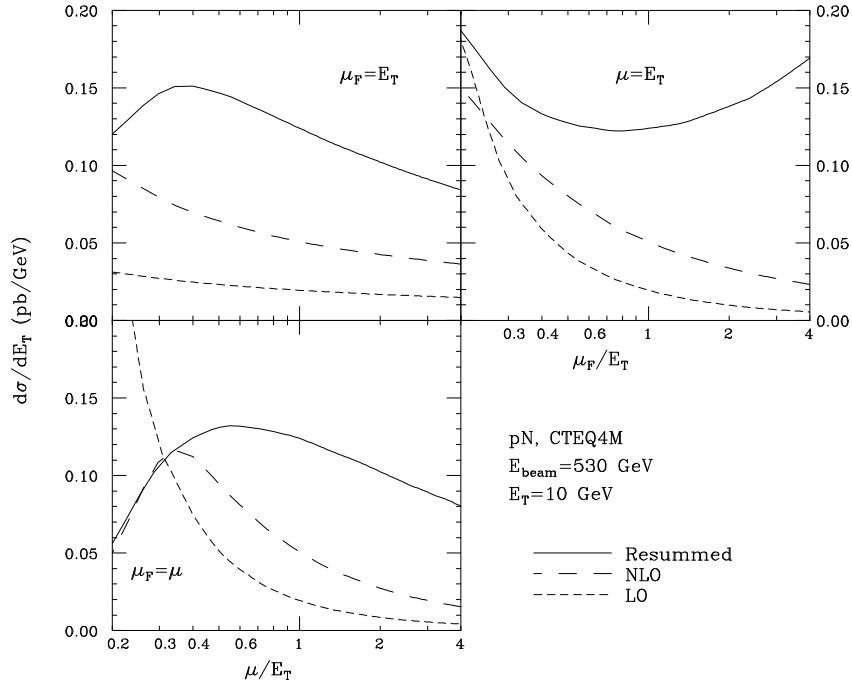 0.20
0.15
0.10
0.05
μF=ET
μ=ET
0.20
0.15
0.10
0.05
0.00
0.3 0.4 0.6 1 2 4
μF/ET
dσ/dET (pb/GeV)
0.20
0.15
0.10
0.05
0.00
μF=μ
0.2 0.3 0.4 0.6 1 2 4
μ/ET
pN, CTEQ4M
Ebeam=530 GeV
ET=10 GeV
Resummed
NLO
LO